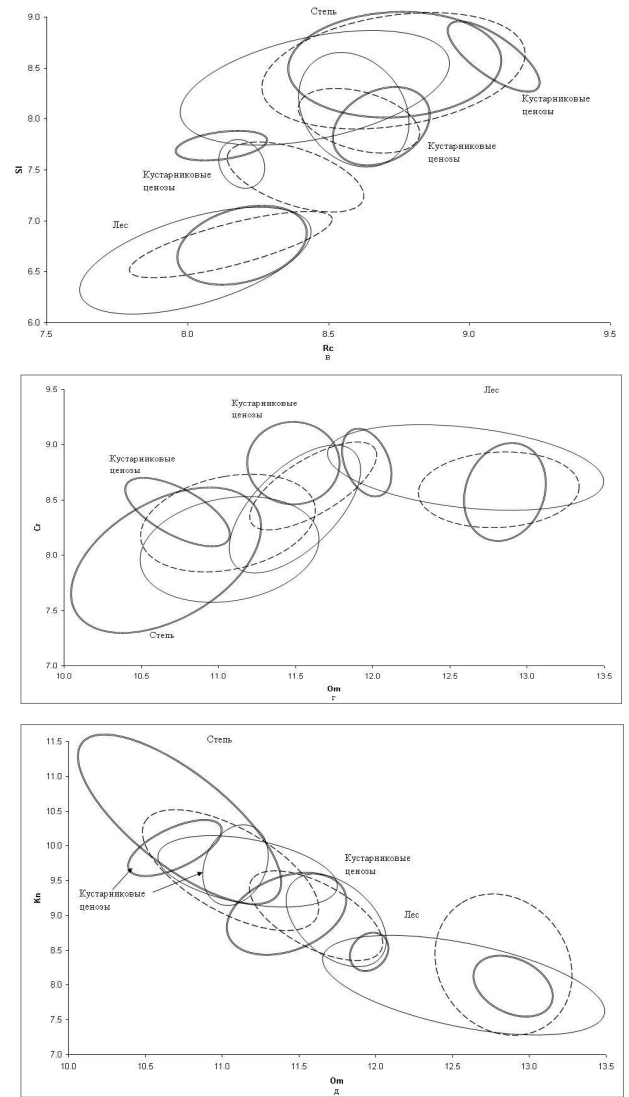 Степь
9.0
8.5
8.0
7.5
7.0
6.5
6.0
Sl
Кустарниковые
ценозы
Кустарниковые
ценозы
Кустарниковые
ценозы
Лес
7.5 8.0 8.5 9.0 9.5
Rc
в
9.5
9.0
8.5
8.0
7.5
7.0
Cr
Лес
Кустарниковые
ценозы
Кустарниковые
ценозы
Степь
10.0 10.5 11.0 11.5 12.0 12.5 13.0 13.5
Om
г
11.5
11.0
10.5
10.0
9.5
9.0
8.5
8.0
7.5
7.0
Kn
Степь
Кустарниковые
ценозы
Кустарниковые
ценозы
Лес
10.0 10.5 11.0 11.5 12.0 12.5 13.0 13.5
Om
д